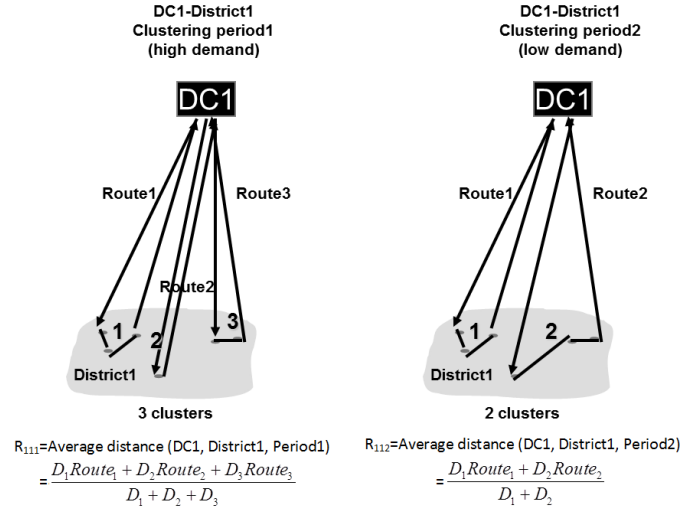 DC1-District1
Clustering period1
(high demand)
DC1
Route1
Route3
Route2
1
2
3
District1
3 clusters
R₁₁₁=Average distance (DC1, District1, Period1)
= (D₁Route₁ + D₂Route₂ + D₃Route₃) / (D₁ + D₂ + D₃)
DC1-District1
Clustering period2
(low demand)
DC1
Route1
Route2
1
2
District1
2 clusters
R₁₁₂=Average distance (DC1, District1, Period2)
= (D₁Route₁ + D₂Route₂) / (D₁ + D₂)